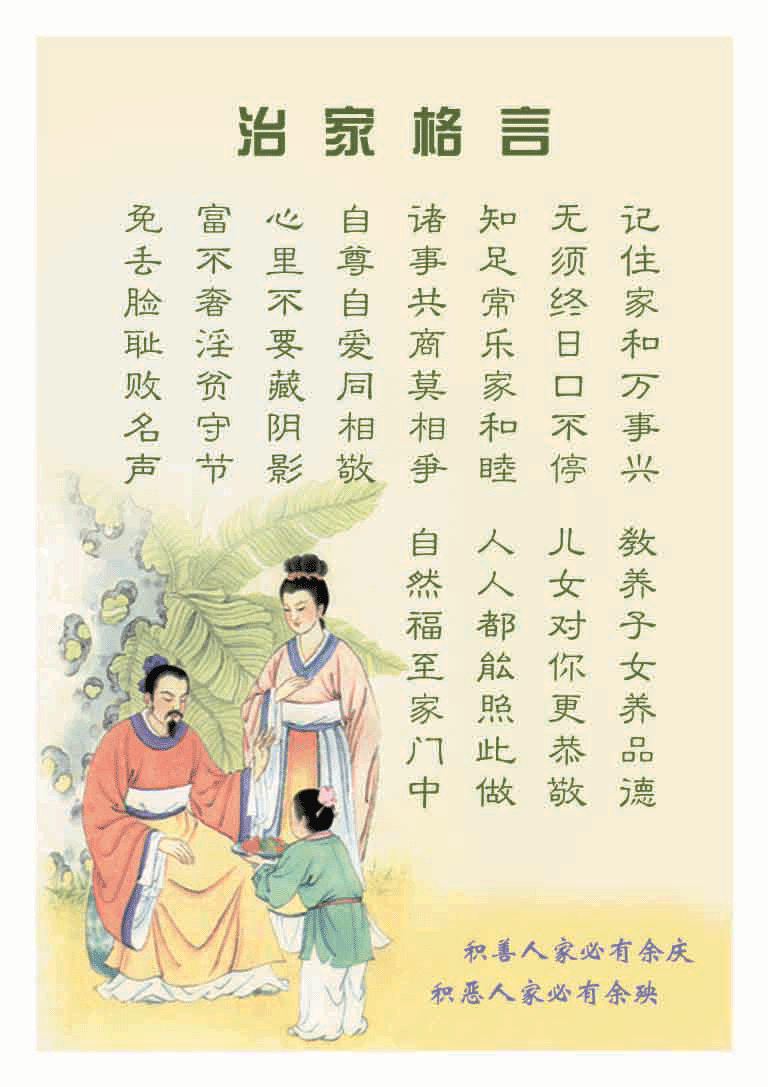 治家格言
记住家和万事兴
无须终日口不停
知足常乐家和睦
诸事共商莫相爭
自尊自爱同相敬
心里不要藏阴影
富不奢淫贫守节
免丢脸耻败名声
教养子女养品德
儿女对你更恭敬
人人都能照此做
自然福至家门中
积善人家必有余庆
积恶人家必有余殃